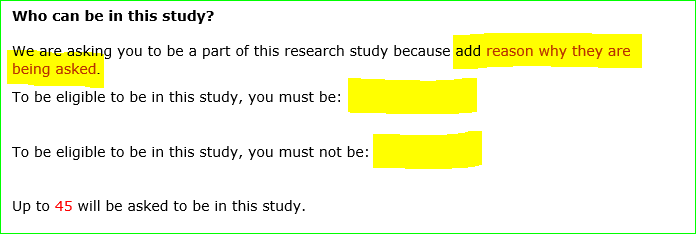 Who can be in this study?
We are asking you to be a part of this research study because add reason why they are
being asked.
To be eligible to be in this study, you must be:
To be eligible to be in this study, you must not be:
Up to 45 will be asked to be in this study.